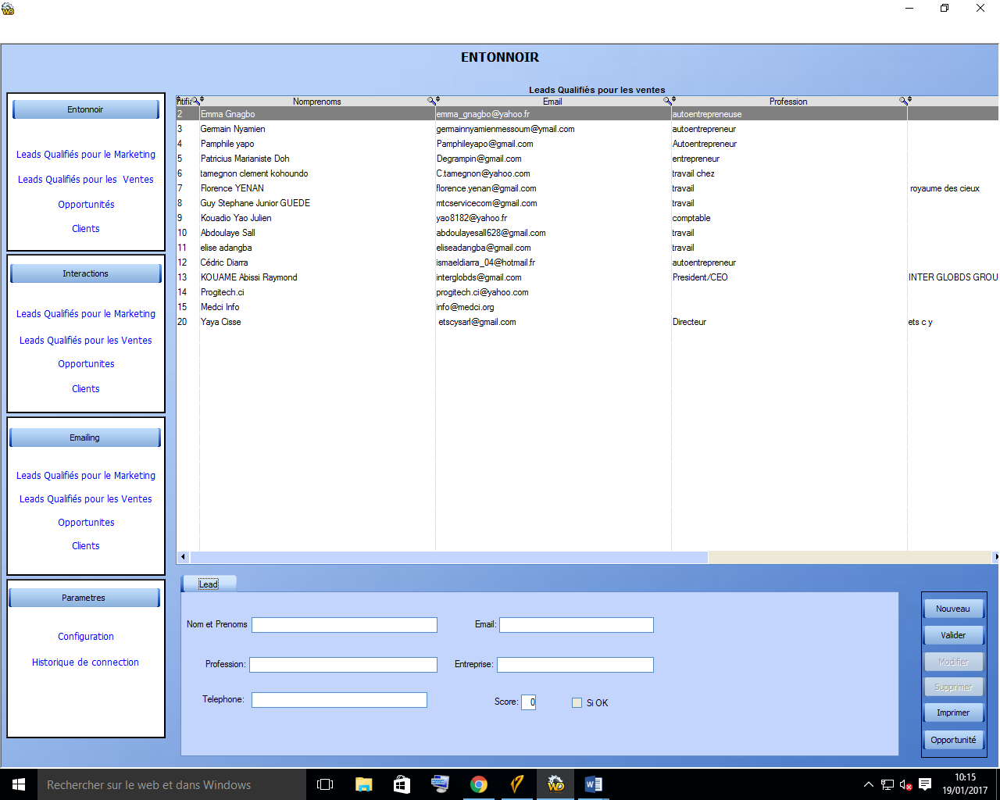 ENTONNOIR
Leads Qualifiés pour les ventes
Entonnoir
Leads Qualifiés pour le Marketing
Leads Qualifiés pour les Ventes
Opportunités
Clients
Interactions
Leads Qualifiés pour le Marketing
Leads Qualifiés pour les Ventes
Opportunites
Clients
Emailing
Leads Qualifiés pour le Marketing
Leads Qualifiés pour les Ventes
Opportunites
Clients
Parametres
Configuration
Historique de connection
Nomprenoms Email Profession
2 Emma Gnagbo emma_gnagbo@yahoo.fr autoentrepreneuse
3 Germain Nyamien germainnyamienmessoum@ymail.com autoentrepreneur
4 Pamphile yapo Pamphileyapo@gmail.com Autoentrepreneur
5 Patricius Marianiste Doh Degrampin@gmail.com entrepreneur
6 tamegnon clement kohoundo C.tamegnon@yahoo.com travail chez
7 Florence YENAN florence.yenan@gmail.com travail royaume des cieux
8 Guy Stephane Junior GUEDE mtcservicecom@gmail.com travail
9 Kouadio Yao Julien yao8182@yahoo.fr comptable
10 Abdoulaye Sall abdoulayesall628@gmail.com travail
11 elise adangba eliseadangba@gmail.com travail
12 Cédric Diarra ismaeldiarra_04@hotmail.fr autoentrepreneur
13 KOUAME Abissi Raymond interglobds@gmail.com President/CEO INTER GLOBDS GROU
14 Progitech.ci progitech.ci@yahoo.com
15 Medci Info info@medci.org
20 Yaya Cisse etscysarl@gmail.com Directeur ets c y
Lead
Nom et Prenoms Email:
Profession: Entreprise:
Telephone: Score: 0 Si OK
Nouveau
Valider
Modifier
Supprimer
Imprimer
Opportunité
Rechercher sur le web et dans Windows
WD
10:15
19/01/2017